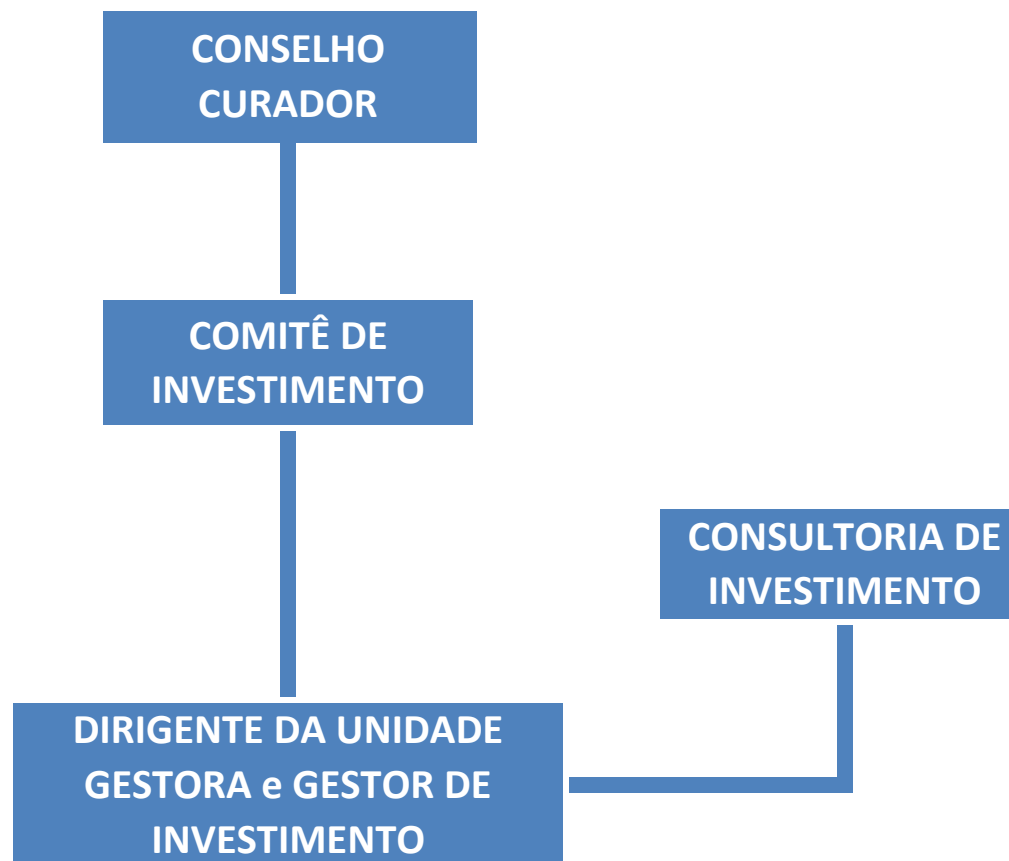 CONSELHO
CURADOR
COMITÊ DE
INVESTIMENTO
CONSULTORIA DE
INVESTIMENTO
DIRIGENTE DA UNIDADE
GESTORA e GESTOR DE
INVESTIMENTO